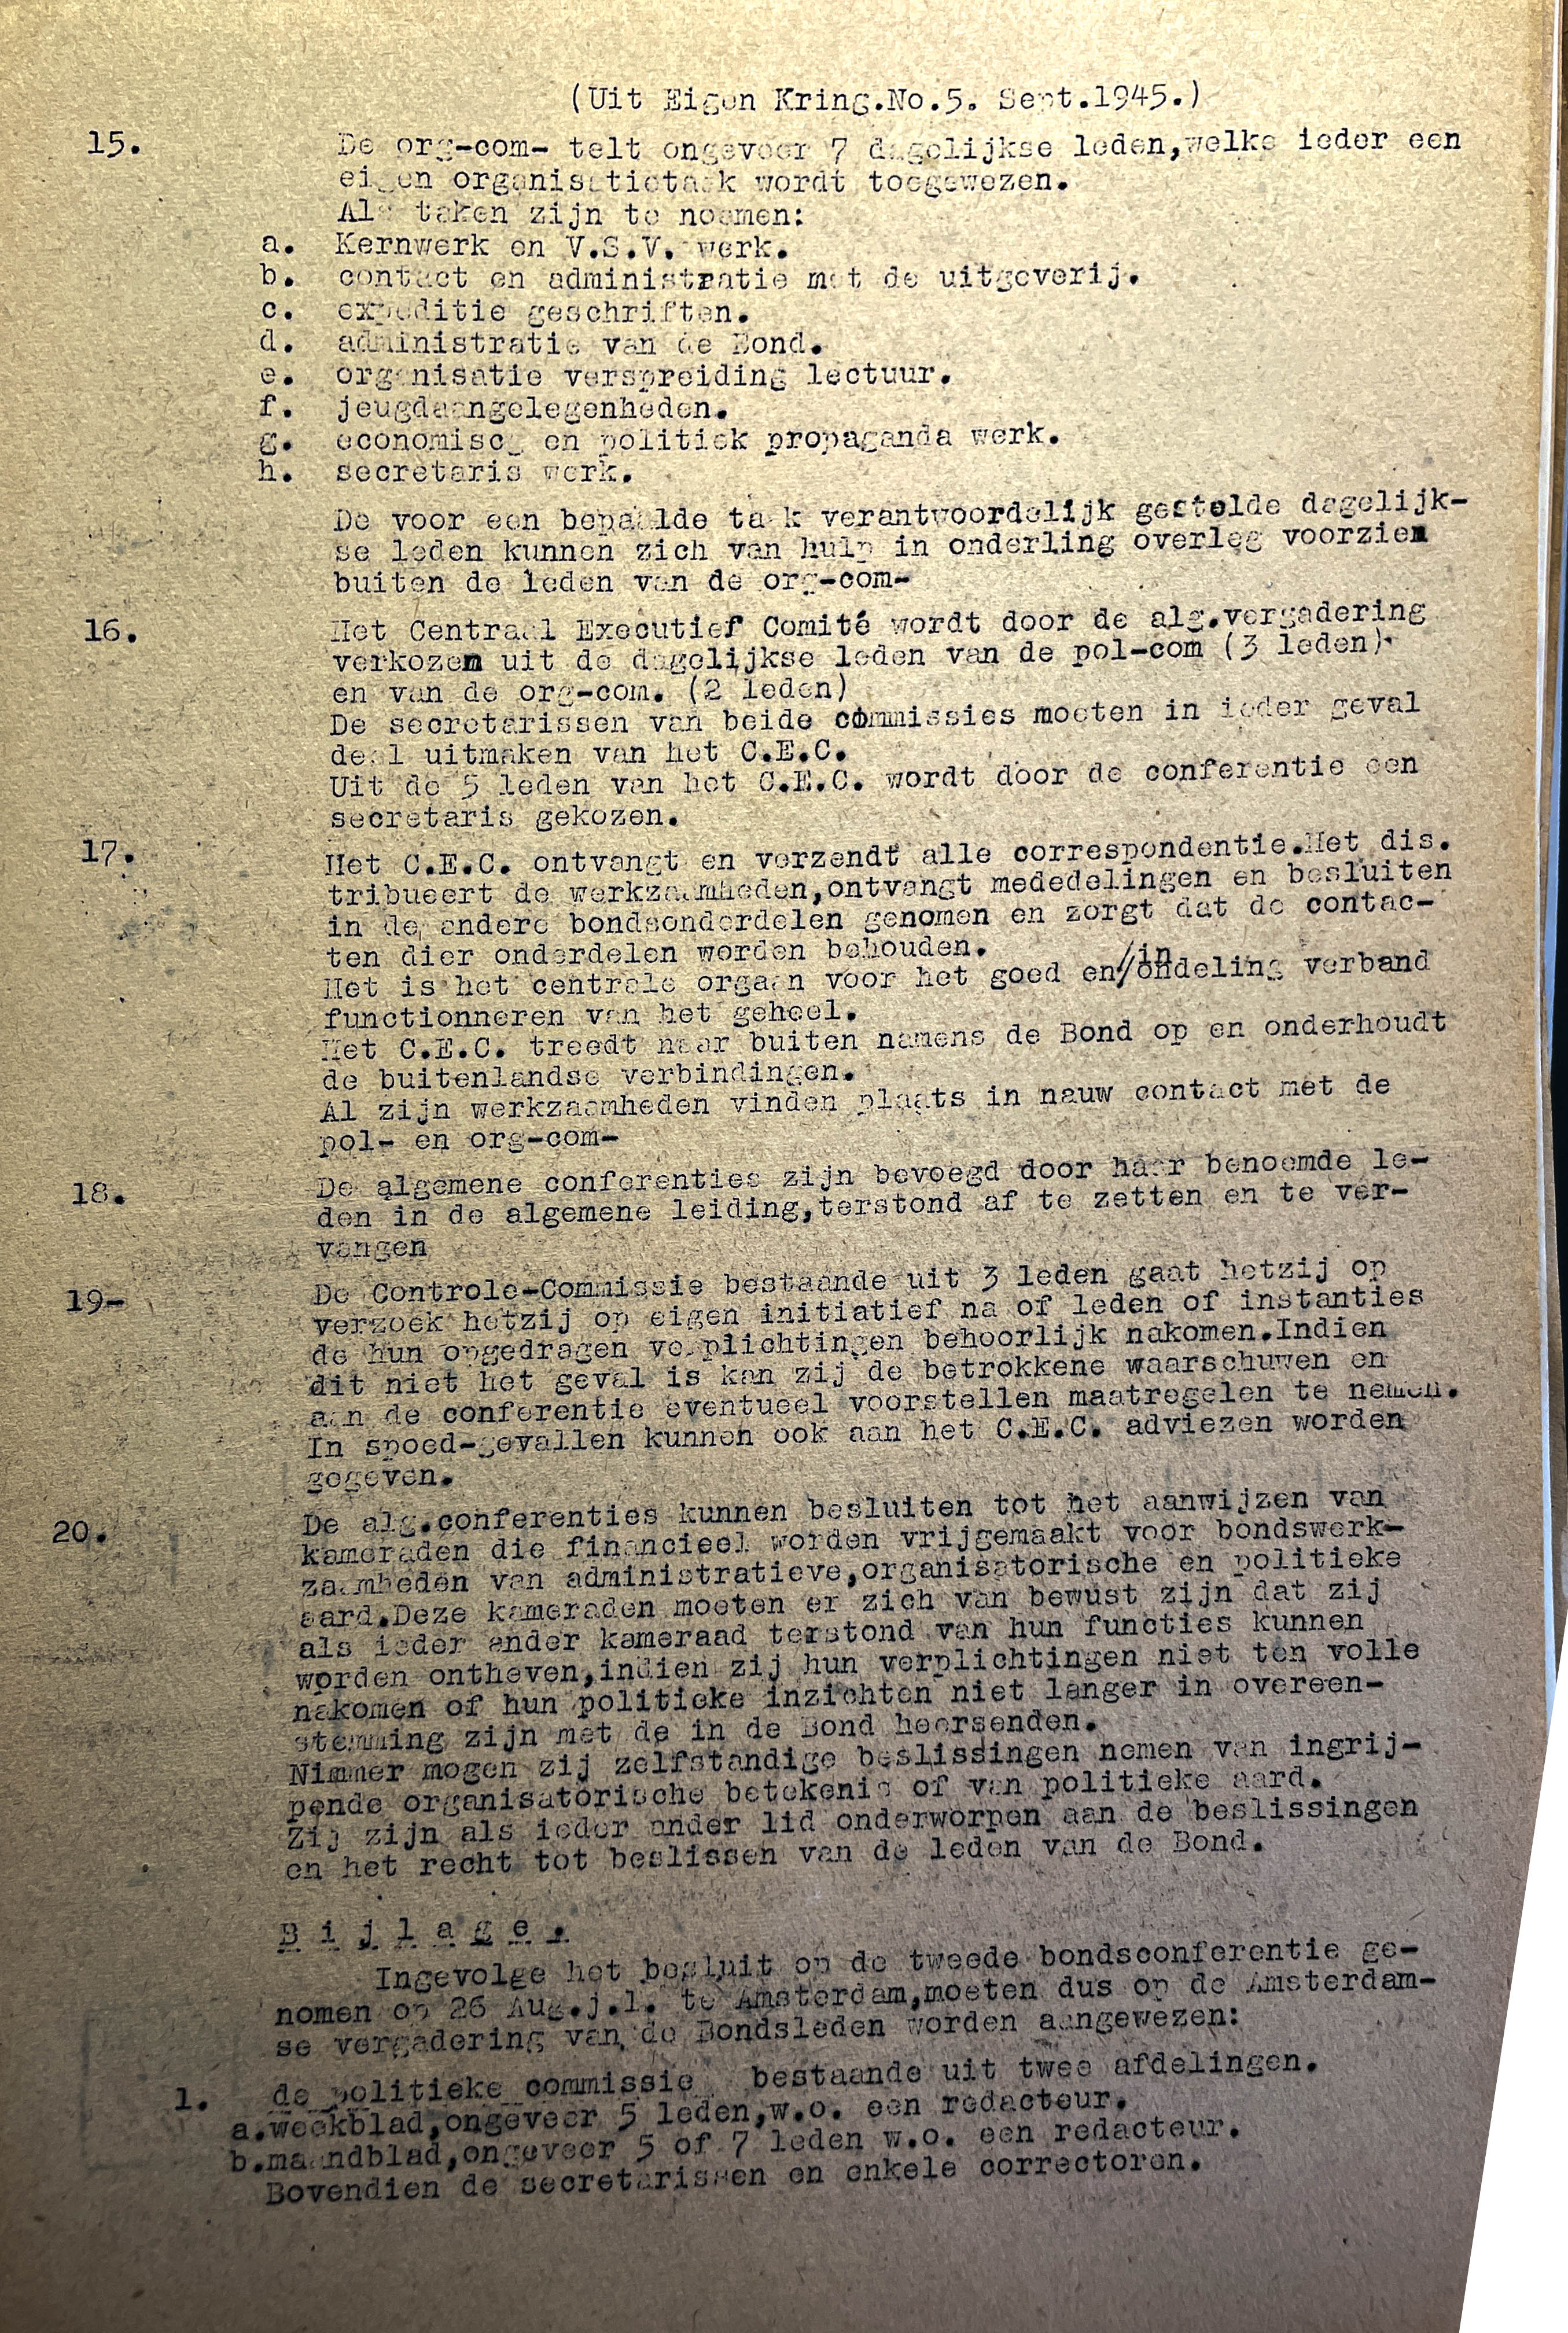 (Uit Eigen Kring.No.5. Sept.1945.)
15. De org-com- telt ongeveer 7 dagelijkse leden,welke ieder een
eigen organisatietaak wordt toegewezen.
Als taken zijn te noemen:
a. Kernwerk en V.S.V. werk.
b. contact en administratie met de uitgeverij.
c. expeditie geschriften.
d. administratie van de Bond.
e. organisatie verspreiding lectuur.
f. jeugdaangelegenheden.
g. economisch en politiek propaganda werk.
h. secretaris werk.
De voor een bepaalde taak verantwoordelijk gestelde dagelijk-
se leden kunnen zich van hulp in onderling overleg voorzien
buiten de leden van de org-com-
16. Het Centraal Executief Comité wordt door de alg.vergadering
verkozen uit de dagelijkse leden van de pol-com (3 leden)
en van de org-com. (2 leden)
De secretarissen van beide commissies moeten in ieder geval
deel uitmaken van het C.E.C.
Uit de 5 leden van het C.E.C. wordt door de conferentie een
secretaris gekozen.
17. Het C.E.C. ontvangt en verzendt alle correspondentie.Het dis.
tribueert de werkzaamheden,ontvangt mededelingen en besluiten
in de andere bondsonderdelen genomen en zorgt dat de contac-
ten dier onderdelen worden behouden.
Het is het centrale orgaan voor het goed en/in ondeling verband
functionneren van het geheel.
Het C.E.C. treedt naar buiten namens de Bond op en onderhoudt
de buitenlandse verbindingen.
Al zijn werkzaamheden vinden plaats in nauw contact met de
pol- en org-com-
18. De algemene conferenties zijn bevoegd door haar benoemde le-
den in de algemene leiding,terstond af te zetten en te ver-
vangen
19- De Controle-Commissie bestaande uit 3 leden gaat hetzij op
verzoek hetzij op eigen initiatief na of leden of instanties
de hun opgedragen verplichtingen behoorlijk nakomen.Indien
dit niet het geval is kan zij de betrokkene waarschuwen en
aan de conferentie eventueel voorstellen maatregelen te nemen.
In spoed-gevallen kunnen ook aan het C.E.C. adviezen worden
gegeven.
20. De alg.conferenties kunnen besluiten tot het aanwijzen van
kameraden die financieel worden vrijgemaakt voor bondswerk-
zaamheden van administratieve,organisatorische en politieke
aard.Deze kameraden moeten er zich van bewust zijn dat zij
als ieder ander kameraad terstond van hun functies kunnen
worden ontheven,indien zij hun verplichtingen niet ten volle
nakomen of hun politieke inzichten niet langer in overeen-
stemming zijn met de in de Bond heersenden.
Nimmer mogen zij zelfstandige beslissingen nemen van ingrij-
pende organisatorische betekenis of van politieke aard.
Zij zijn als ieder ander lid onderworpen aan de beslissingen
en het recht tot beslissen van de leden van de Bond.
B i j l a g e .
Ingevolge het besluit op de tweede bondsconferentie ge-
nomen op 26 Aug.j.l. te Amsterdam,moeten dus op de Amsterdam-
se vergadering van de Bondsleden worden aangewezen:
1. de politieke commissie bestaande uit twee afdelingen.
a.weekblad,ongeveer 5 leden,w.o. een redacteur.
b.maandblad,ongeveer 5 of 7 leden w.o. een redacteur.
Bovendien de secretarissen en enkele correctoren.